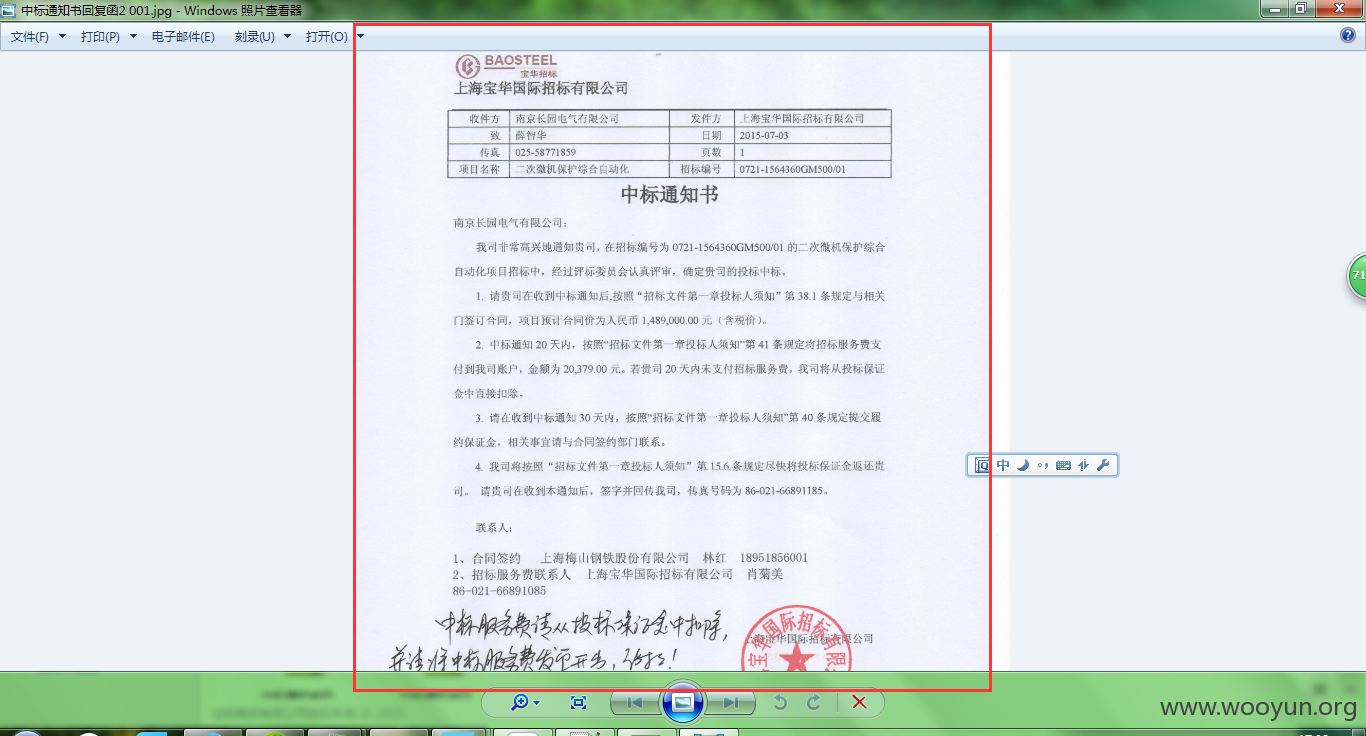 中标通知书回复函2 001.jpg - Windows 照片查看器
文件(F) 打印(P) 电子邮件(E) 刻录(U) 打开(O)
BAOSTEEL
宝华招标
上海宝华国际招标有限公司
收件方 南京长园电气有限公司 发件方 上海宝华国际招标有限公司
致 薛智华 日期 2015-07-03
传真 025-58771859 页数 1
项目名称 二次微机保护综合自动化 招标编号 0721-1564360GM500/01
中标通知书
南京长园电气有限公司：
我司非常高兴地通知贵司，在招标编号为 0721-1564360GM500/01 的二次微机保护综合
自动化项目招标中，经过评标委员会认真评审，确定贵司的投标中标。
1. 请贵司在收到中标通知后,按照“招标文件第一章投标人须知”第 38.1 条规定与相关
门签订合同，项目预计合同价为人民币 1,489,000.00 元（含税价）。
2. 中标通知 20 天内，按照“招标文件第一章投标人须知”第 41 条规定将招标服务费支
付到我司账户，金额为 20,379.00 元。若贵司 20 天内未支付招标服务费，我司将从投标保证
金中直接扣除。
3. 请在收到中标通知 30 天内，按照“招标文件第一章投标人须知”第 40 条规定提交履
约保证金，相关事宜请与合同签约部门联系。
4. 我司将按照“招标文件第一章投标人须知”第.15.6.条规定尽快将投标保证金返还贵
司。 请贵司在收到本通知后，签字并回传我司，传真号码为 86-021-66891185。
联系人：
1、合同签约 上海梅山钢铁股份有限公司 林红 18951856001
2、招标服务费联系人 上海宝华国际招标有限公司 肖菊美
86-021-66891085
中标服务费请从投标保证金中扣除，
并请将中标服务费发票开出，谢谢！
上海宝华国际招标有限公司
宝华国际招标有限
中
71
www.wooyun.org